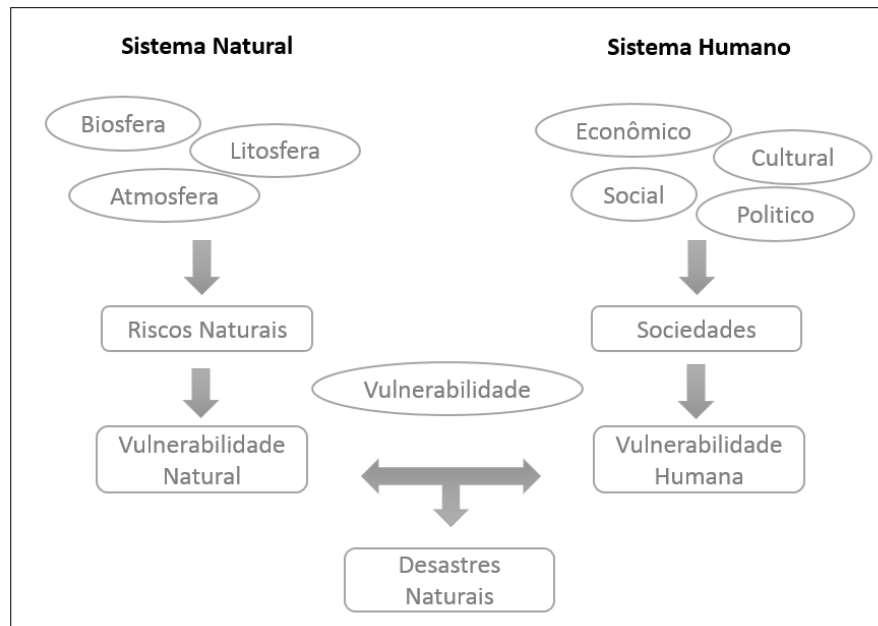 Sistema Natural
Sistema Humano
Biosfera
Litosfera
Atmosfera
Econômico
Cultural
Social
Politico
Riscos Naturais
Sociedades
Vulnerabilidade
Vulnerabilidade
Natural
Vulnerabilidade
Humana
Desastres
Naturais